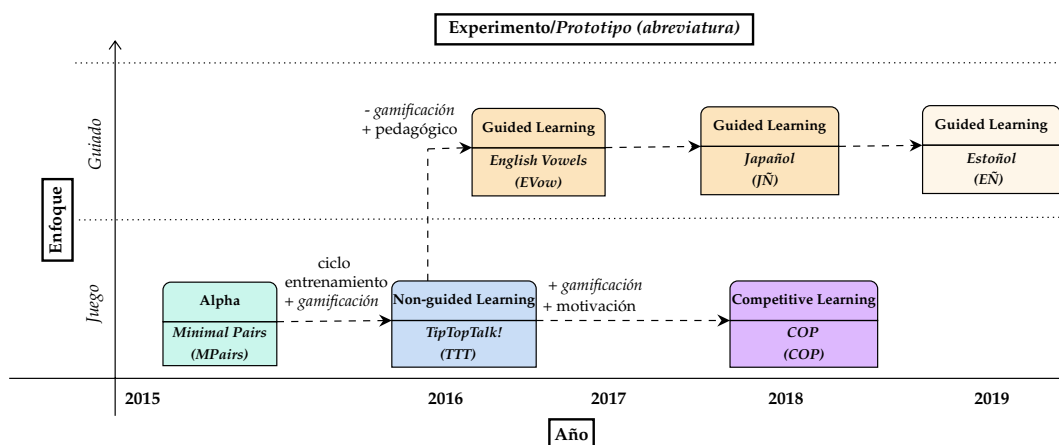 Experimento/Prototipo (abreviatura)
- gamificación
+ pedagógico
Guided Learning
English Vowels
(EVow)
Guided Learning
Japañol
(JÑ)
Guided Learning
Estoñol
(EÑ)
Guiado
Enfoque
Juego
Alpha
Minimal Pairs
(MPairs)
ciclo
entrenamiento
+ gamificación
Non-guided Learning
TipTopTalk!
(TTT)
+ gamificación
+ motivación
Competitive Learning
COP
(COP)
2015
2016
2017
2018
2019
Año